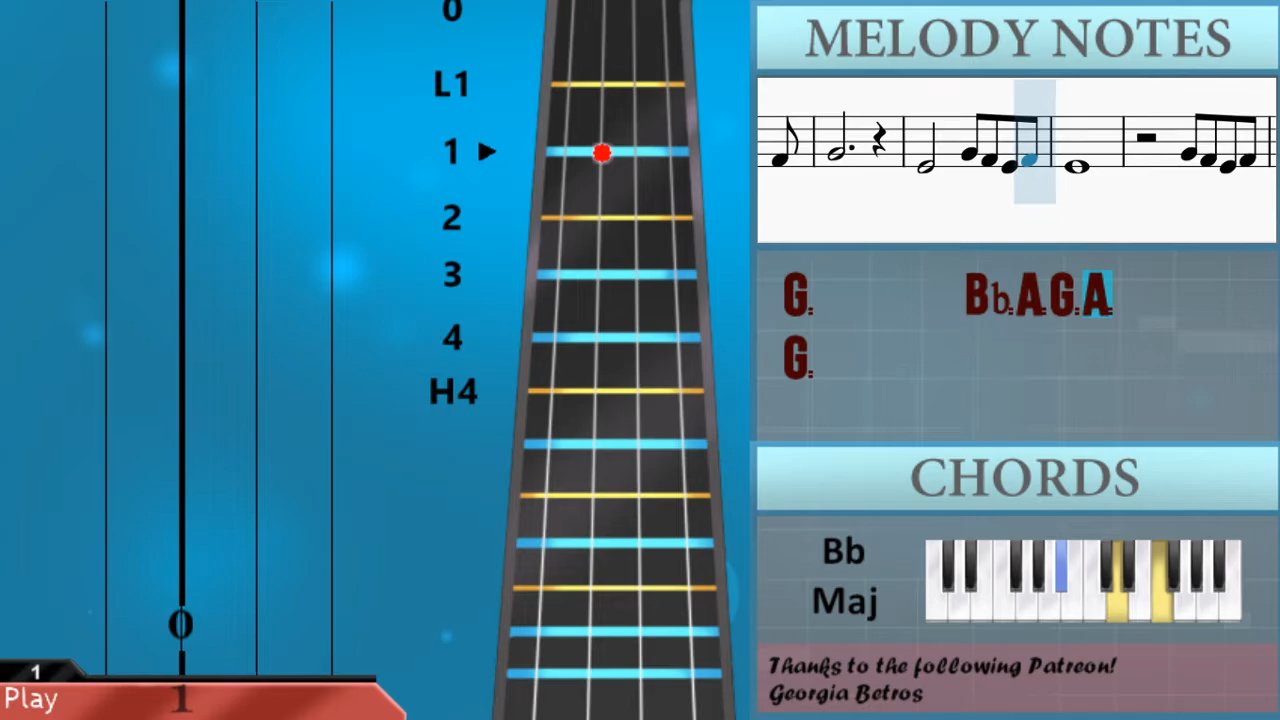 0
L1
1
2
3
4
H4
0
1
Play
1
MELODY NOTES
G. Bb.A.G.A.
G.
CHORDS
Bb
Maj
Thanks to the following Patreon!
Georgia Betros